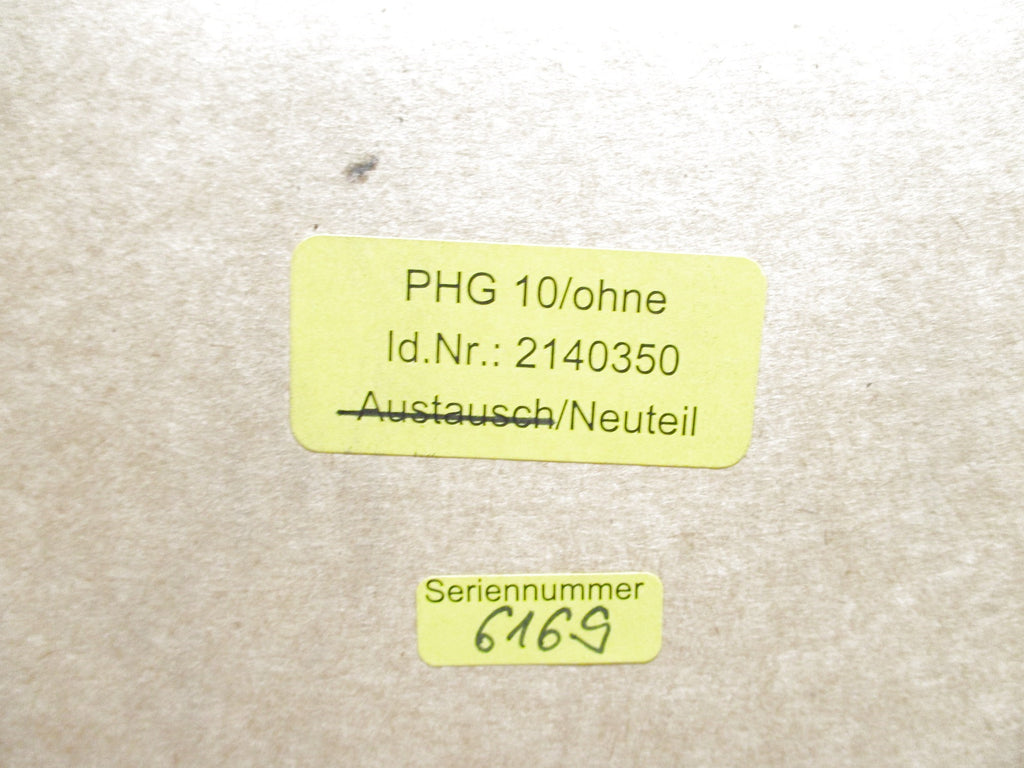 PHG 10/ohne
Id.Nr.: 2140350
Austausch/Neuteil
Seriennummer
6169